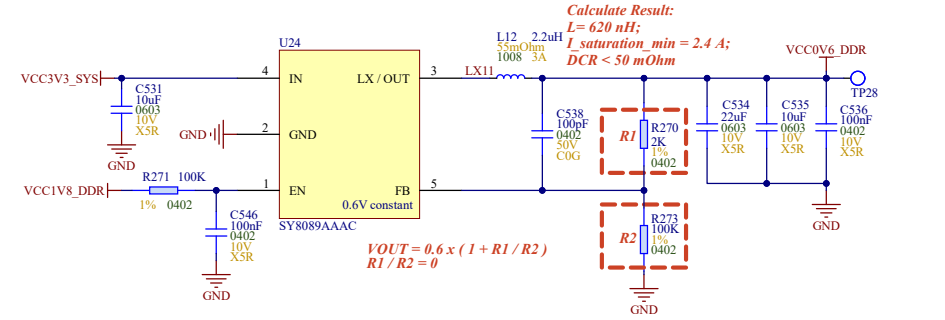 Calculate Result:
L= 620 nH;
I_saturation_min = 2.4 A;
DCR < 50 mOhm
U24
L12 2.2uH
55mOhm
1008 3A
VCC0V6_DDR
VCC3V3_SYS
4 IN
LX / OUT 3
LX11
TP28
C531
10uF
0603
10V
X5R
GND
GND
2 GND
C538
100pF
0402
50V
C0G
R1
R270
2K
1%
0402
C534
22uF
0603
10V
X5R
C535
10uF
0603
10V
X5R
C536
100nF
0402
10V
X5R
VCC1V8_DDR
R271 100K
1% 0402
1 EN
FB 5
0.6V constant
SY8089AAAC
C546
100nF
0402
10V
X5R
GND
VOUT = 0.6 x ( 1 + R1 / R2 )
R1 / R2 = 0
R2
R273
100K
1%
0402
GND
GND